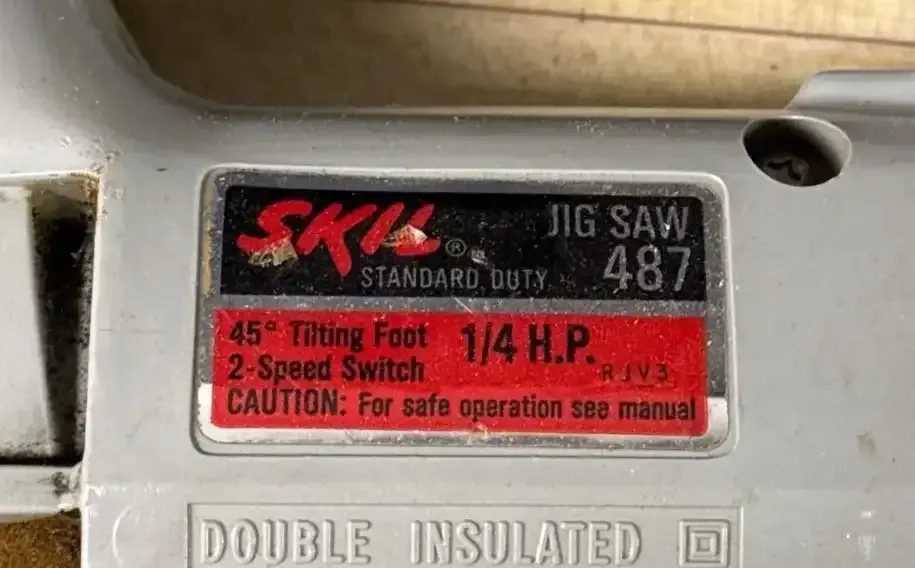 SKIL®
JIG SAW
STANDARD DUTY
487
45° Tilting Foot
1/4 H.P.
2-Speed Switch
RJV3
CAUTION: For safe operation see manual
DOUBLE INSULATED